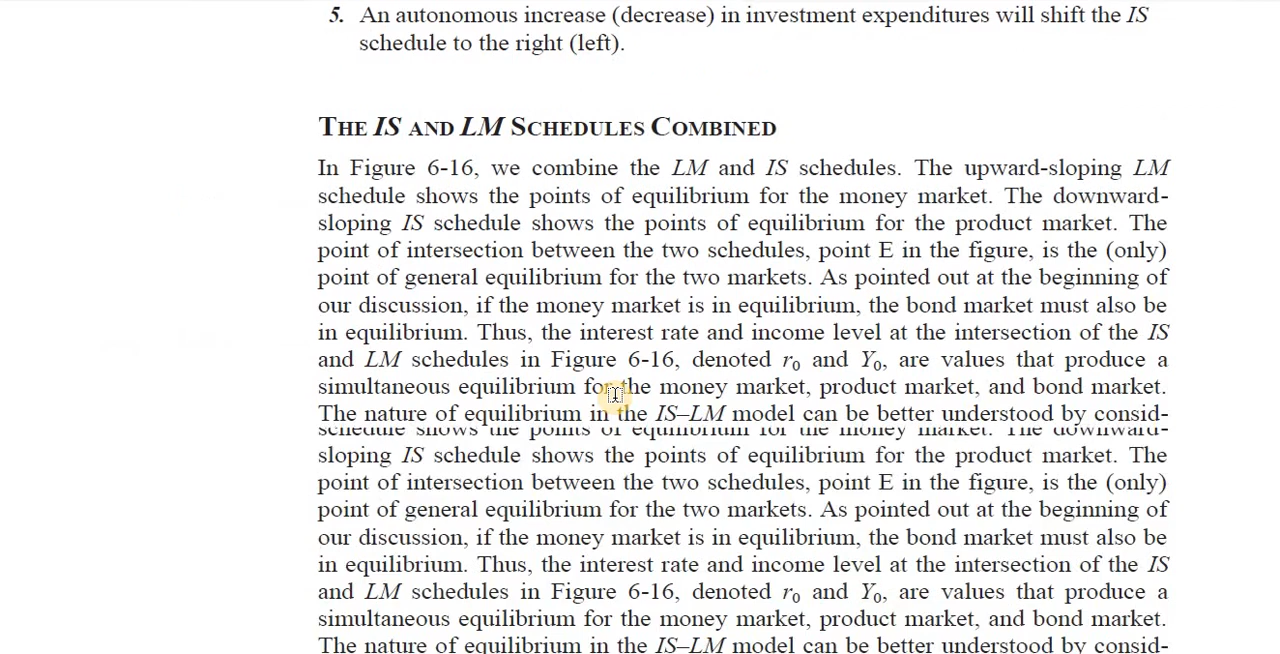 5. An autonomous increase (decrease) in investment expenditures will shift the IS
schedule to the right (left).
THE IS AND LM SCHEDULES COMBINED
In Figure 6-16, we combine the LM and IS schedules. The upward-sloping LM
schedule shows the points of equilibrium for the money market. The downward-
sloping IS schedule shows the points of equilibrium for the product market. The
point of intersection between the two schedules, point E in the figure, is the (only)
point of general equilibrium for the two markets. As pointed out at the beginning of
our discussion, if the money market is in equilibrium, the bond market must also be
in equilibrium. Thus, the interest rate and income level at the intersection of the IS
and LM schedules in Figure 6-16, denoted r₀ and Y₀, are values that produce a
simultaneous equilibrium for the money market, product market, and bond market.
The nature of equilibrium in the IS–LM model can be better understood by consid-
schedule shows the points of equilibrium for the money market. The downward-
sloping IS schedule shows the points of equilibrium for the product market. The
point of intersection between the two schedules, point E in the figure, is the (only)
point of general equilibrium for the two markets. As pointed out at the beginning of
our discussion, if the money market is in equilibrium, the bond market must also be
in equilibrium. Thus, the interest rate and income level at the intersection of the IS
and LM schedules in Figure 6-16, denoted r₀ and Y₀, are values that produce a
simultaneous equilibrium for the money market, product market, and bond market.
The nature of equilibrium in the IS–LM model can be better understood by consid-